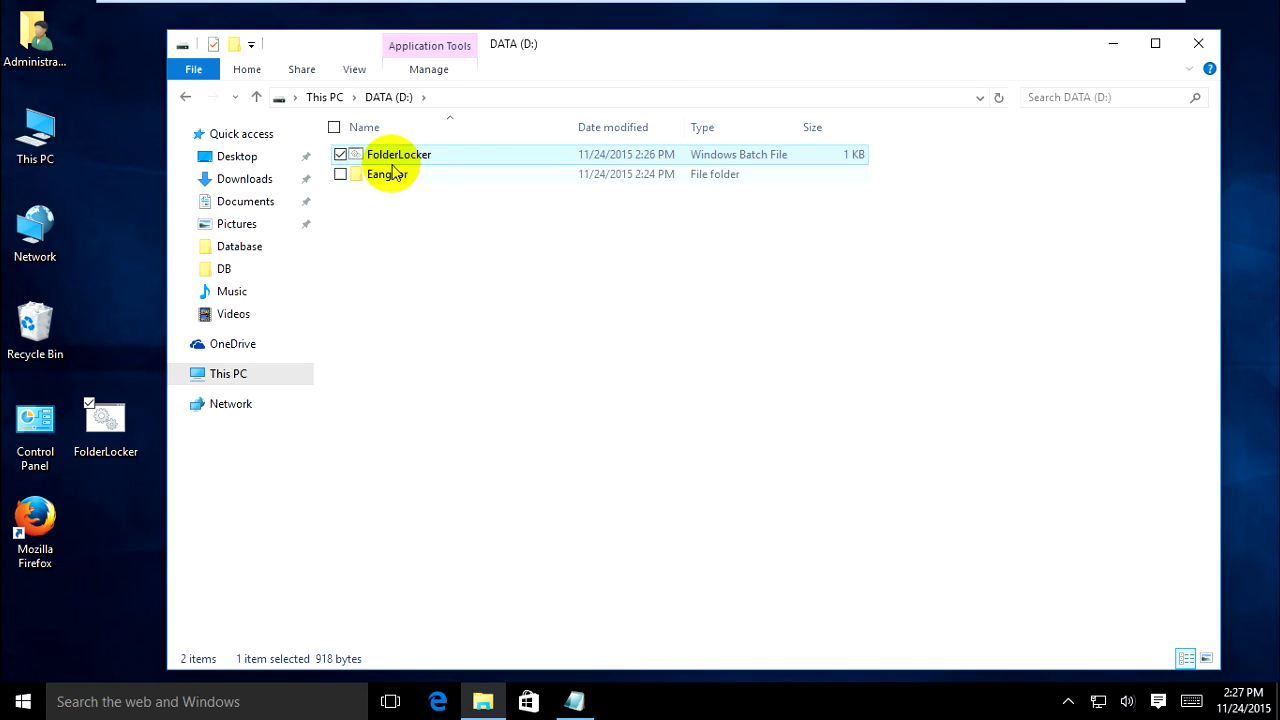 Administra...
This PC
Network
Recycle Bin
Control
Panel
FolderLocker
Mozilla
Firefox
Application Tools
DATA (D:)
File
Home
Share
View
Manage
This PC
DATA (D:)
Search DATA (D:)
Quick access
Desktop
Downloads
Documents
Pictures
Database
DB
Music
Videos
OneDrive
This PC
Network
Name
Date modified
Type
Size
FolderLocker
11/24/2015 2:26 PM
Windows Batch File
1 KB
11/24/2015 2:24 PM
File folder
2 items
1 item selected 918 bytes
Search the web and Windows
2:27 PM
11/24/2015